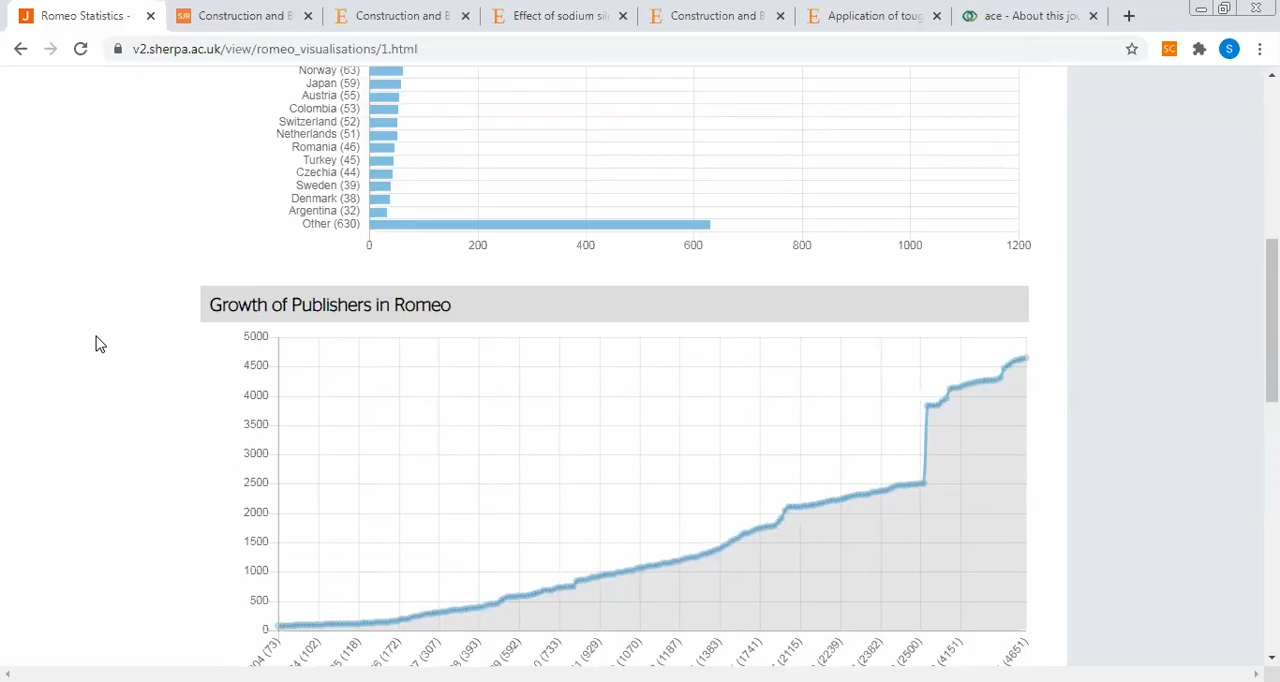 Romeo Statistics -
Construction and B
Construction and B
Effect of sodium sil
Construction and B
Application of toug
ace - About this jou
v2.sherpa.ac.uk/view/romeo_visualisations/1.html
SC
S
Norway (63)
Japan (59)
Austria (55)
Colombia (53)
Switzerland (52)
Netherlands (51)
Romania (46)
Turkey (45)
Czechia (44)
Sweden (39)
Denmark (38)
Argentina (32)
Other (630)
0 200 400 600 800 1000 1200
Growth of Publishers in Romeo
5000
4500
4000
3500
3000
2500
2000
1500
1000
500
0
04 (73)
(102)
(118)
(172)
(307)
(393)
(592)
(733)
(929)
(1070)
(1187)
(1383)
(1741)
(2115)
(2239)
(2382)
(2500)
(4151)
(4651)